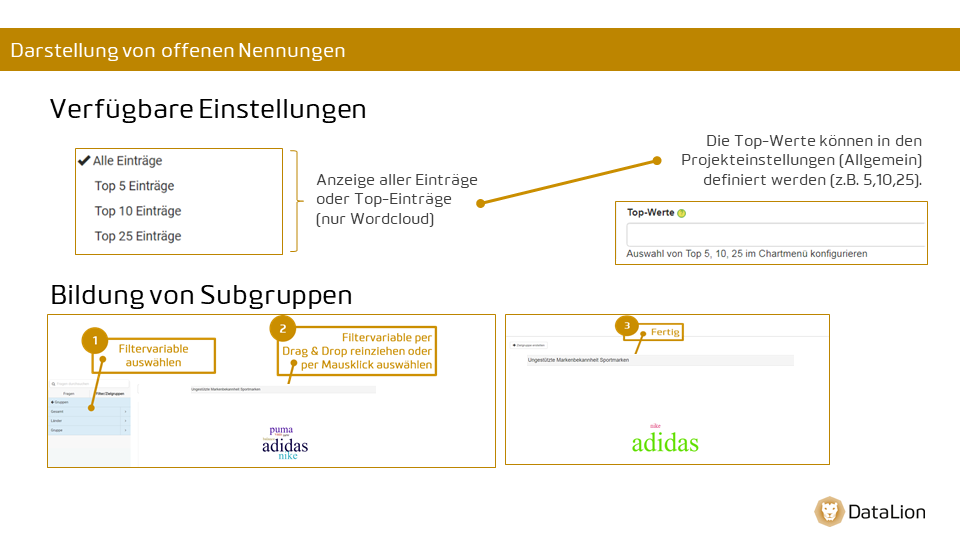 Darstellung von offenen Nennungen
Verfügbare Einstellungen
Alle Einträge
Top 5 Einträge
Top 10 Einträge
Top 25 Einträge
Anzeige aller Einträge
oder Top-Einträge
(nur Wordcloud)
Die Top-Werte können in den
Projekteinstellungen (Allgemein)
definiert werden (z.B. 5,10,25).
Top-Werte ?
Auswahl von Top 5, 10, 25 im Chartmenü konfigurieren
Bildung von Subgruppen
1
Filtervariable
auswählen
2
Filtervariable per
Drag & Drop reinziehen oder
per Mausklick auswählen
Fragen
Filter/Zielgruppen
Gruppen
Gesamt
Länder
Gruppe
Ungestützte Markenbekanntheit Sportmarken
puma
adidas
nike
3
Fertig
Ungestützte Markenbekanntheit Sportmarken
nike
adidas
DataLion